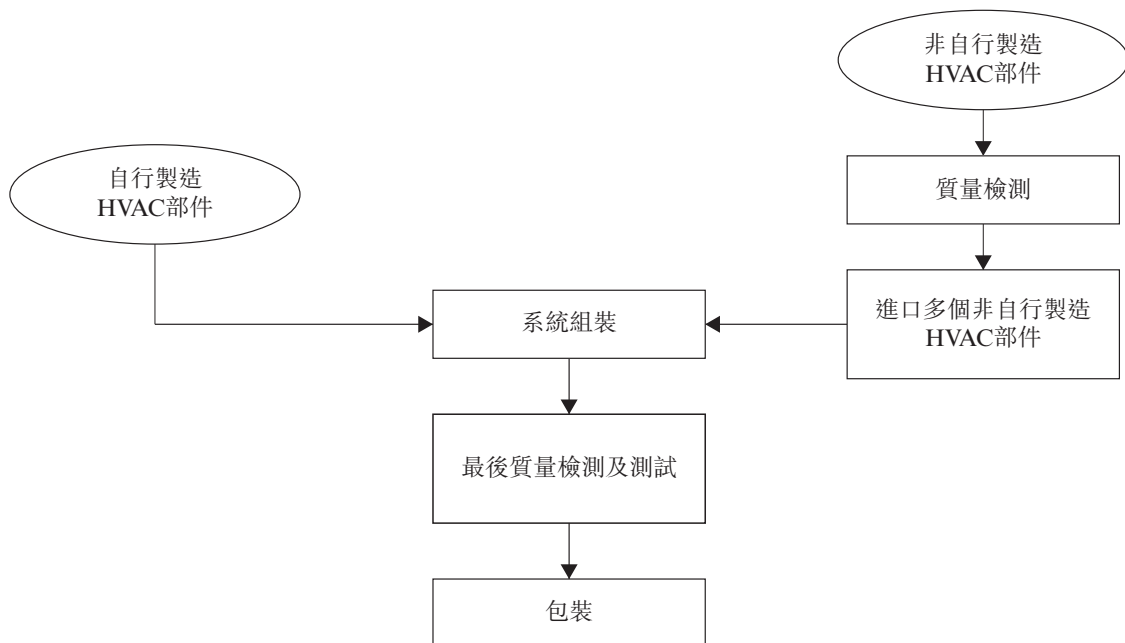 非自行製造
HVAC部件
自行製造
HVAC部件
質量檢測
進口多個非自行製造
HVAC部件
系統組裝
最後質量檢測及測試
包裝